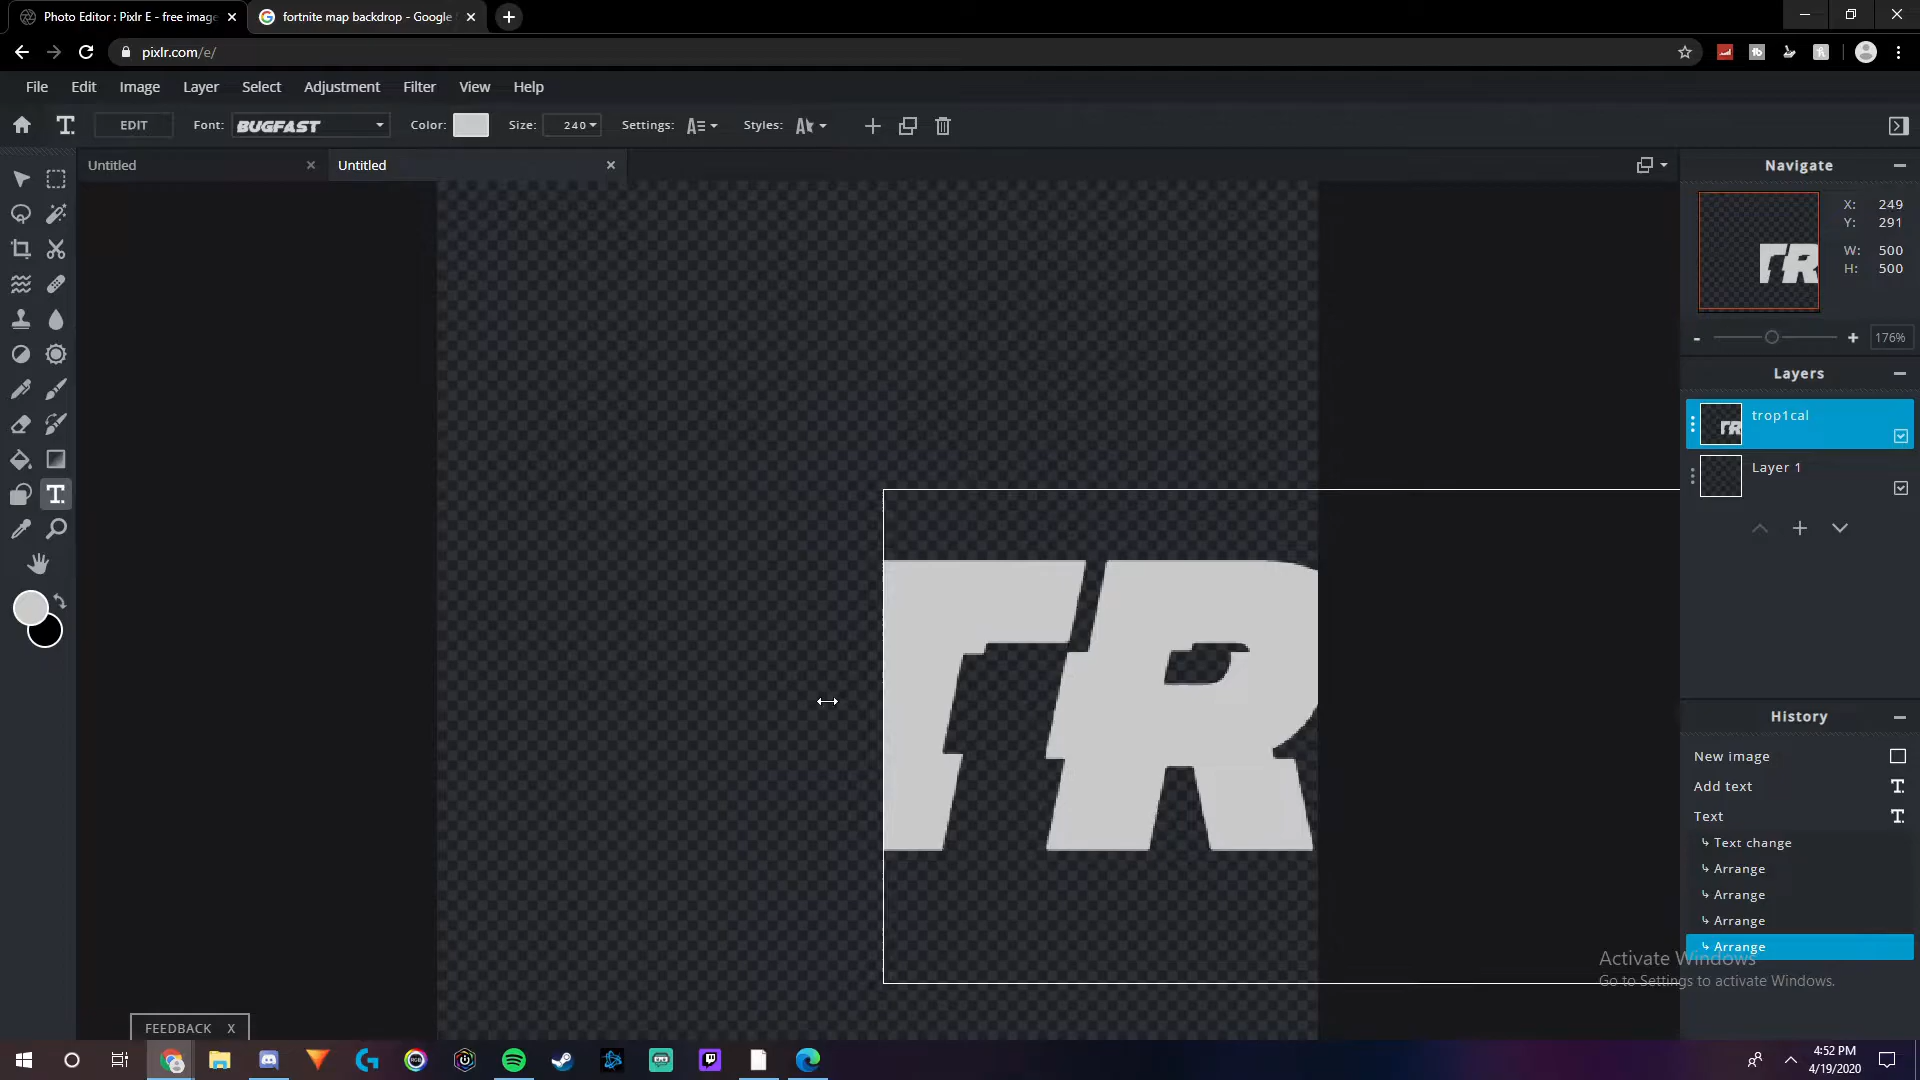 Photo Editor : Pixlr E - free image
fortnite map backdrop - Google
pixlr.com/e/
File Edit Image Layer Select Adjustment Filter View Help
EDIT Font: BUGFAST Color: Size: 240 Settings: Styles:
Untitled
Untitled
Navigate
X: 249
Y: 291
W: 500
H: 500
TR
- + 176%
Layers
trop1cal
TR
Layer 1
TR
History
New image
Add text
Text
Text change
Arrange
Arrange
Arrange
Arrange
Activate Windows
Go to Settings to activate Windows.
FEEDBACK X
4:52 PM
4/19/2020